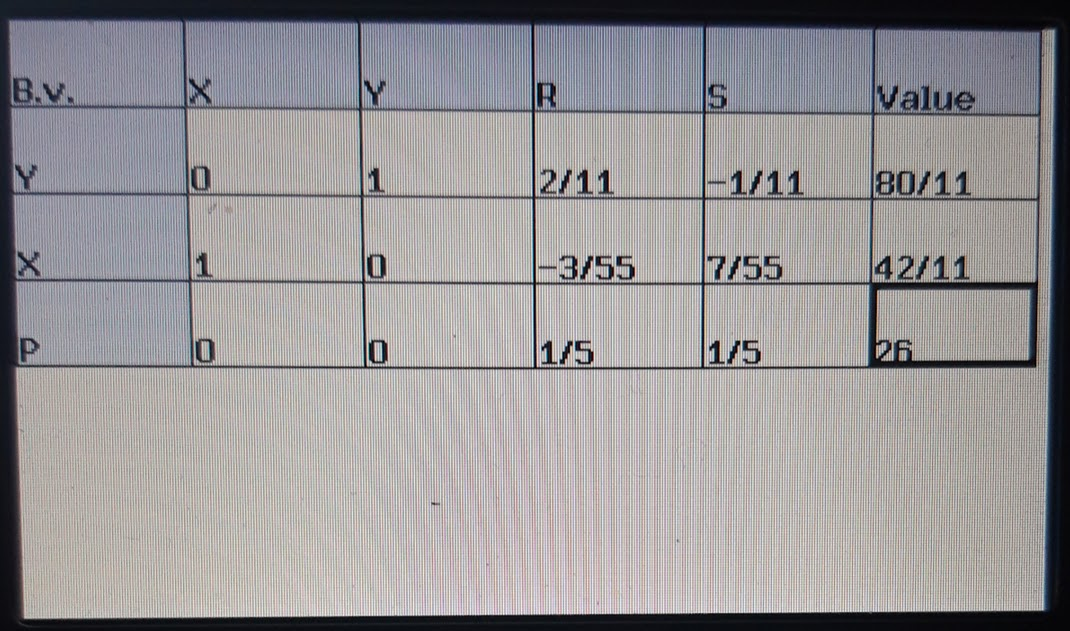 B.v. X Y R S Value
Y 0 1 2/11 -1/11 80/11
X 1 0 -3/55 7/55 42/11
P 0 0 1/5 1/5 26